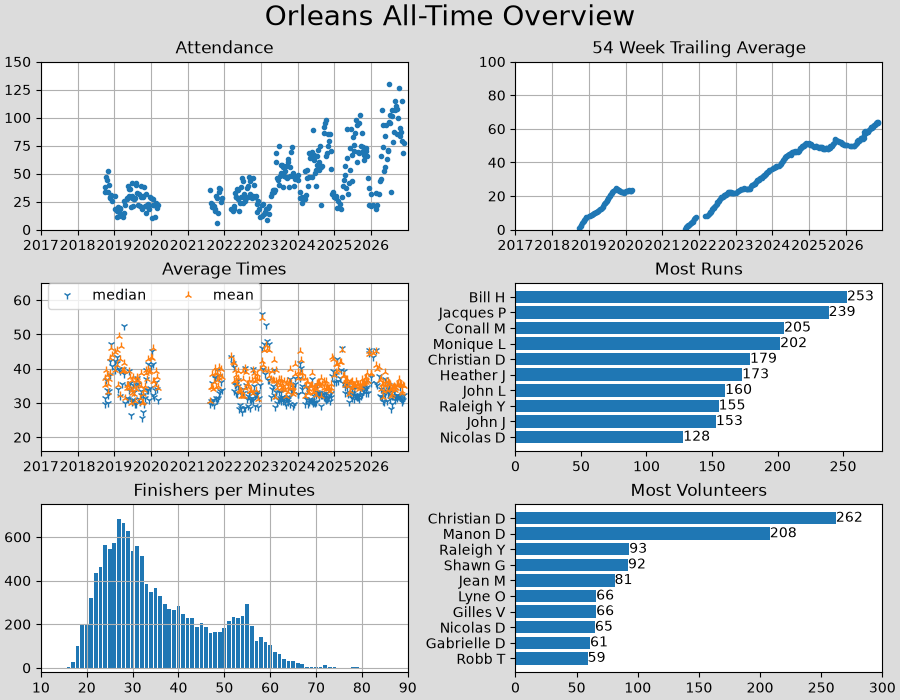 Orleans All-Time Overview
Attendance
150
125
100
75
50
25
0
2017 2018 2019 2020 2021 2022 2023 2024 2025 2026
54 Week Trailing Average
100
80
60
40
20
0
2017 2018 2019 2020 2021 2022 2023 2024 2025 2026
Average Times
median mean
60
50
40
30
20
2017 2018 2019 2020 2021 2022 2023 2024 2025 2026
Most Runs
Bill H 253
Jacques P 239
Conall M 205
Monique L 202
Christian D 179
Heather J 173
John L 160
Raleigh Y 155
John J 153
Nicolas D 128
0 50 100 150 200 250
Finishers per Minutes
600
400
200
0
10 20 30 40 50 60 70 80 90
Most Volunteers
Christian D 262
Manon D 208
Raleigh Y 93
Shawn G 92
Jean M 81
Lyne O 66
Gilles V 66
Nicolas D 65
Gabrielle D 61
Robb T 59
0 50 100 150 200 250 300